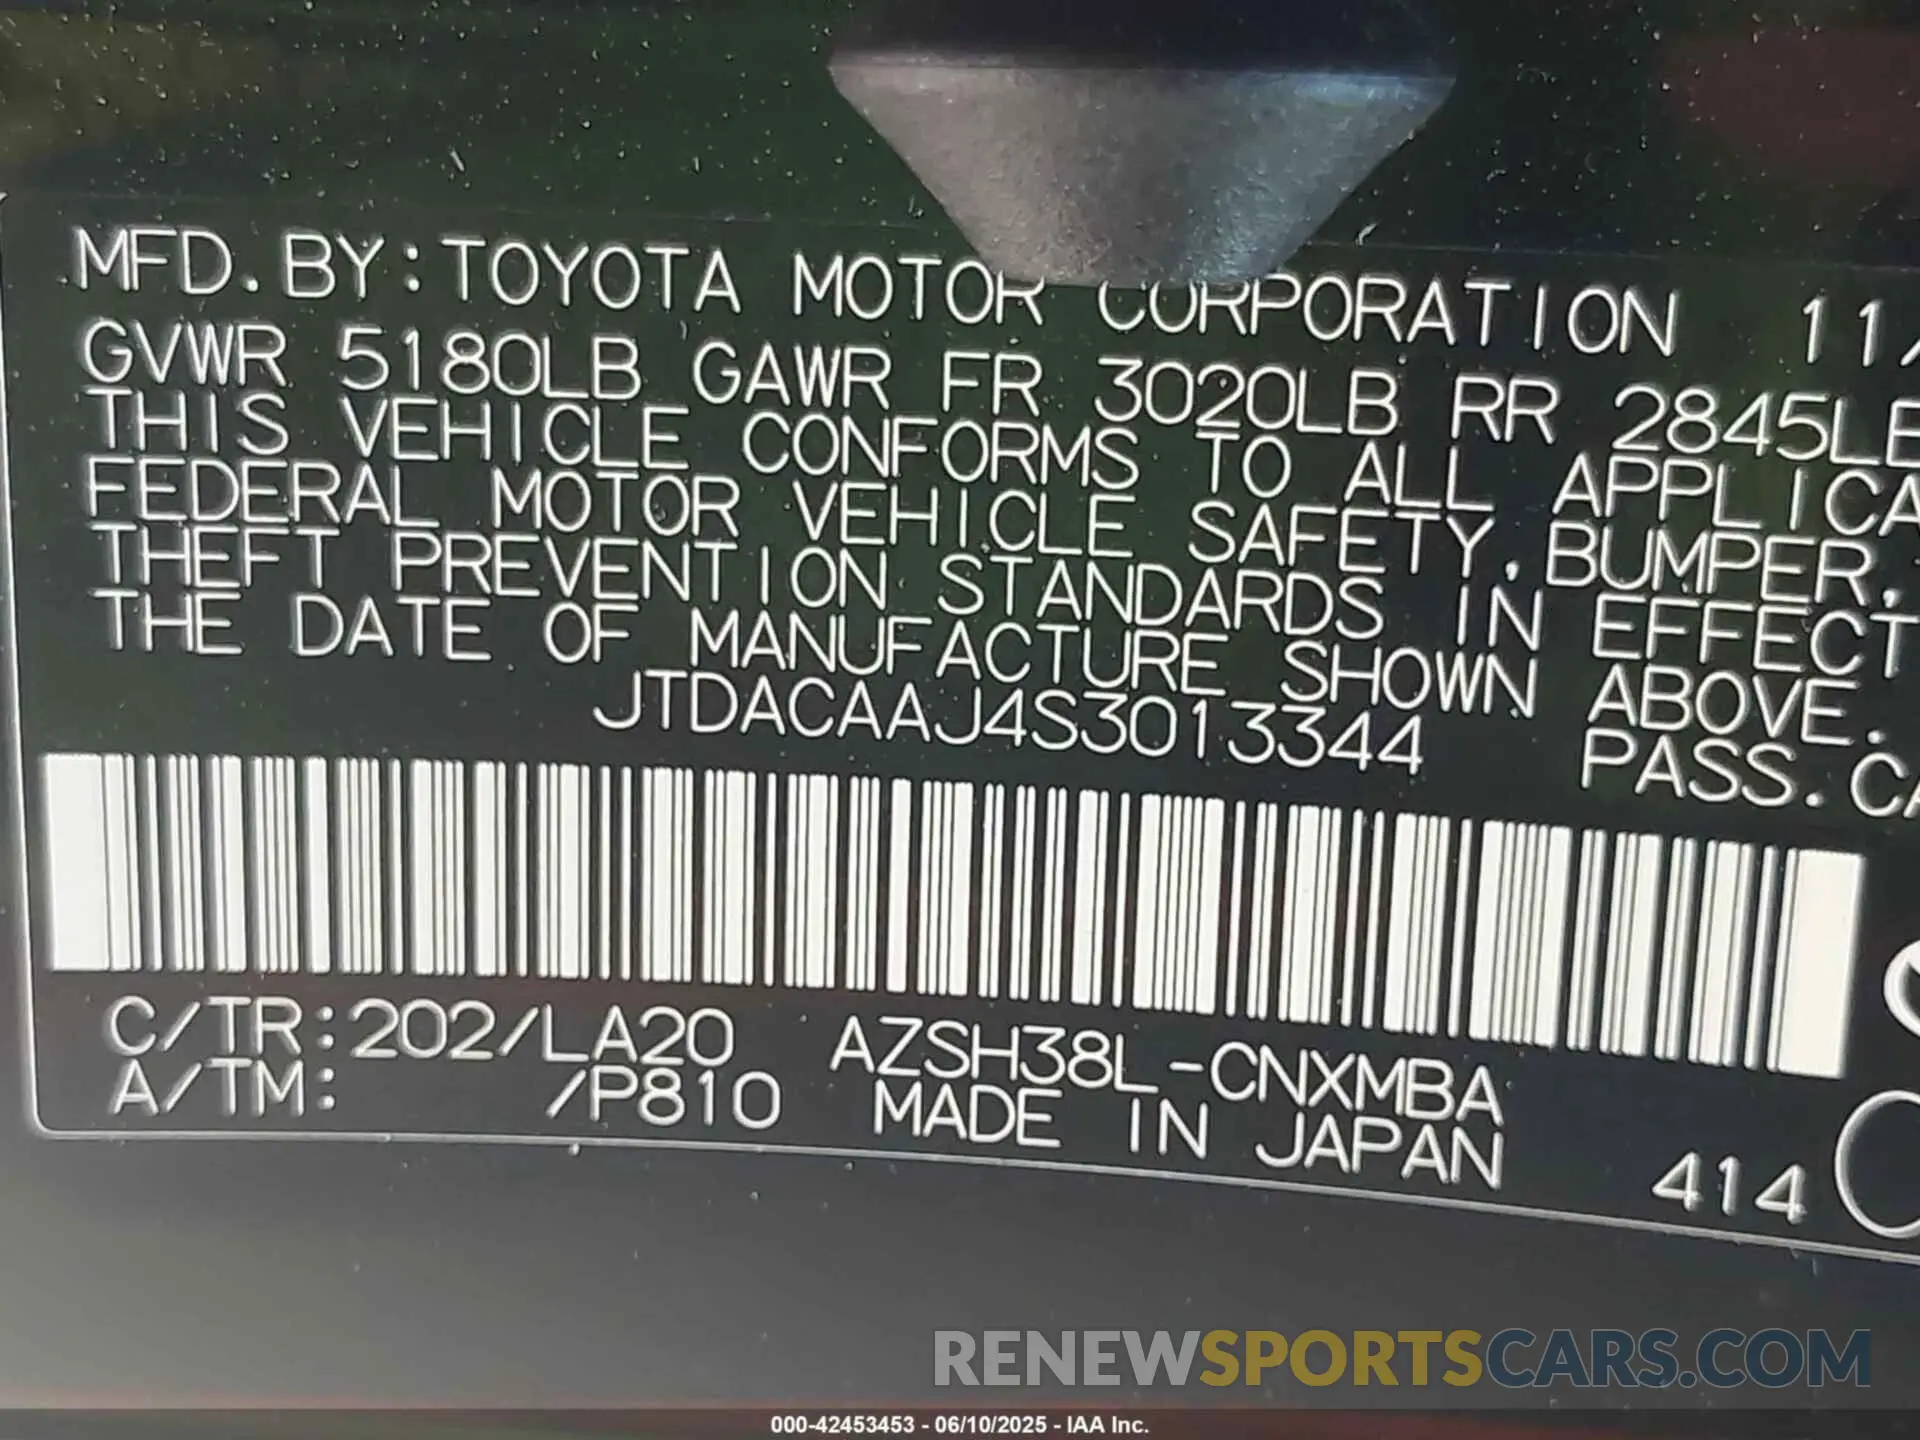 MFD.BY:TOYOTA MOTOR CORPORATION 11/
GVWR 5180LB GAWR FR 3020LB RR 2845LB
THIS VEHICLE CONFORMS TO ALL APPLICA
FEDERAL MOTOR VEHICLE SAFETY,BUMPER,
THEFT PREVENTION STANDARDS IN EFFECT
THE DATE OF MANUFACTURE SHOWN ABOVE.
JTDACAAJ4S3013344 PASS.CA
C/TR:202/LA20 AZSH38L-CNXMBA
A/TM: /P810 MADE IN JAPAN
414
RENEWSPORTSCARS.COM
000-42453453 - 06/10/2025 - IAA Inc.